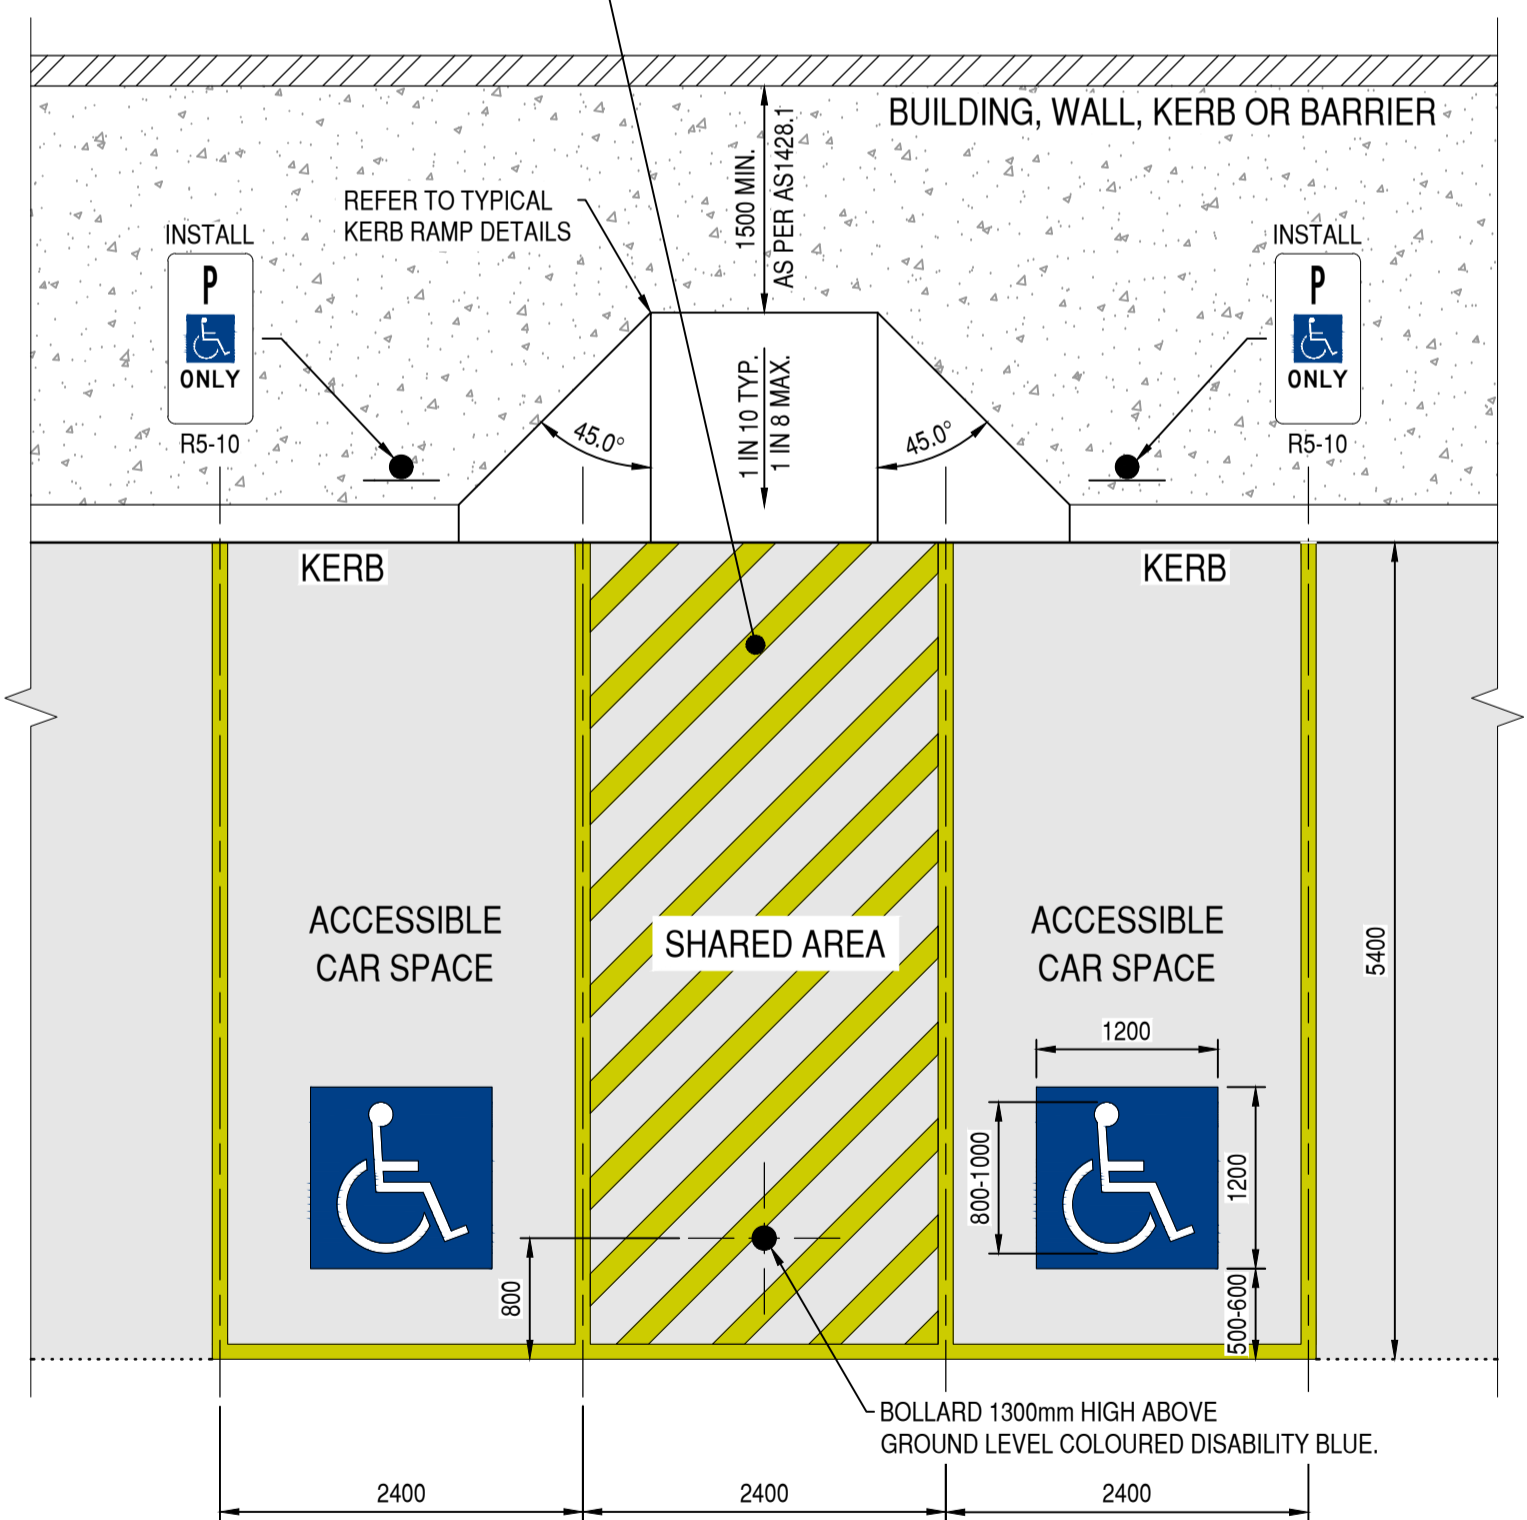 BUILDING, WALL, KERB OR BARRIER
1500 MIN.
AS PER AS1428.1
REFER TO TYPICAL
KERB RAMP DETAILS
INSTALL
P
ONLY
R5-10
INSTALL
P
ONLY
R5-10
45.0°
1 IN 10 TYP.
1 IN 8 MAX.
45.0°
KERB
KERB
ACCESSIBLE
CAR SPACE
SHARED AREA
ACCESSIBLE
CAR SPACE
5400
1200
800-1000
1200
800
500-600
BOLLARD 1300mm HIGH ABOVE
GROUND LEVEL COLOURED DISABILITY BLUE.
2400
2400
2400